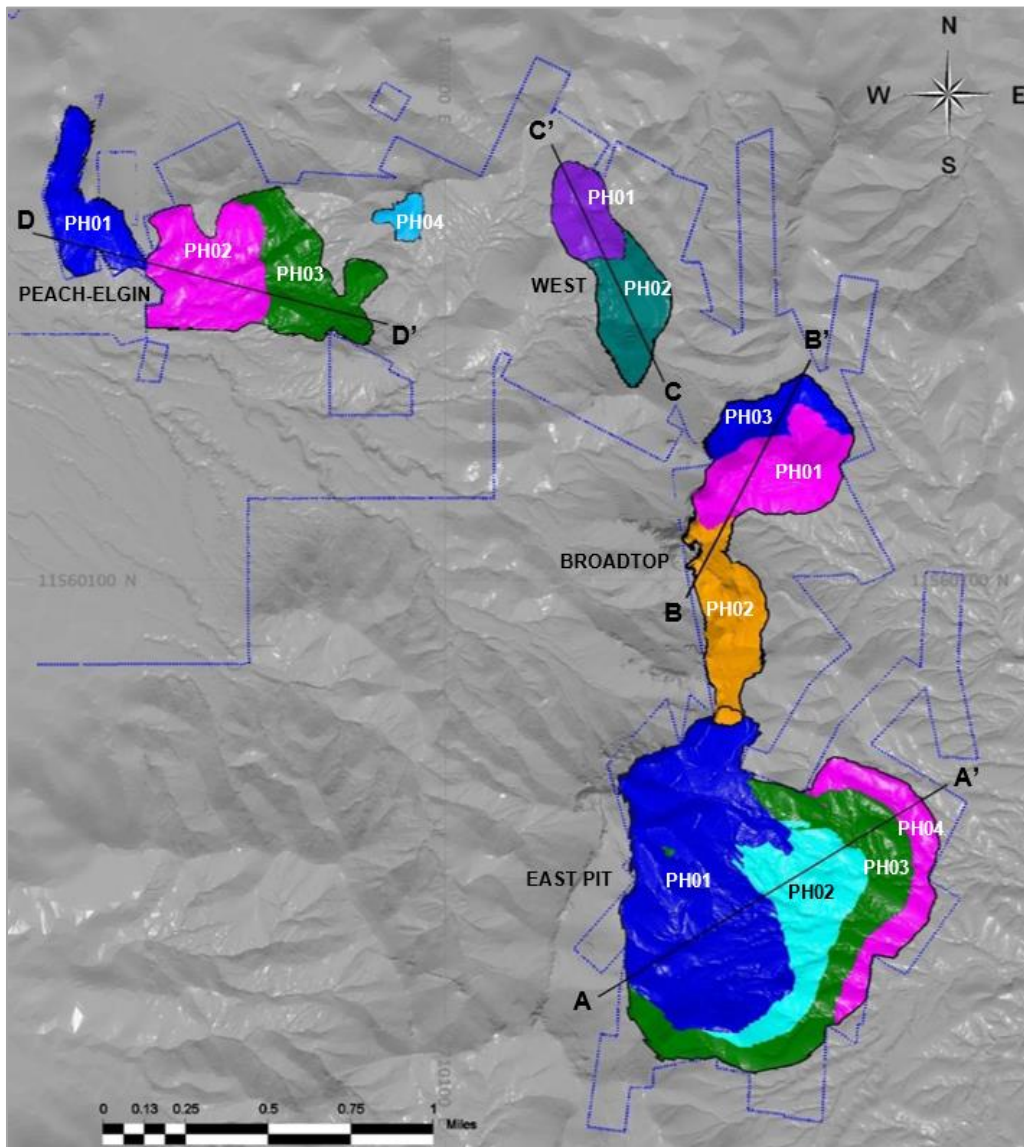 N
W E
S
C'
PH01
D
PH01
PH04
PH02
PH03
PEACH-ELGIN
WEST
PH02
D'
B'
C
PH03
PH01
BROADTOP
11560100 N
11560100 N
B
PH02
A'
PH04
PH03
EAST PIT
PH01
PH02
A
0 0.13 0.25 0.5 0.75 1
Miles